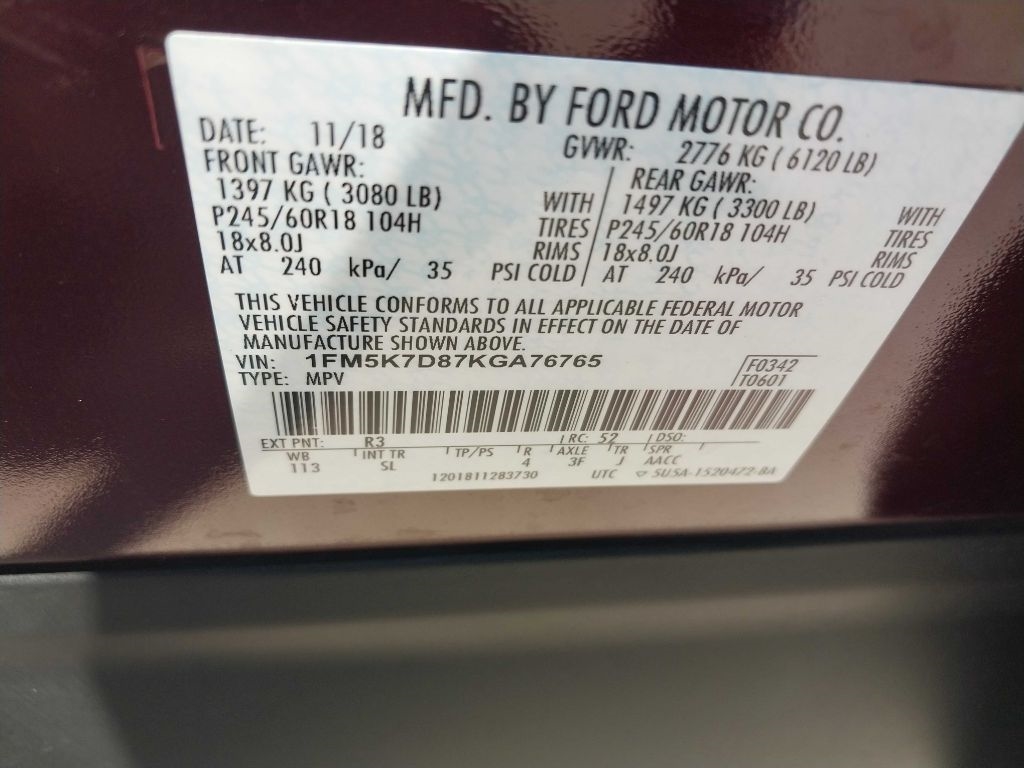 MFD. BY FORD MOTOR CO.
DATE: 11/18 GVWR: 2776 KG ( 6120 LB)
FRONT GAWR: REAR GAWR:
1397 KG ( 3080 LB) WITH 1497 KG ( 3300 LB) WITH
P245/60R18 104H TIRES P245/60R18 104H TIRES
18x8.0J RIMS 18x8.0J RIMS
AT 240 kPa/ 35 PSI COLD AT 240 kPa/ 35 PSI COLD
THIS VEHICLE CONFORMS TO ALL APPLICABLE FEDERAL MOTOR
VEHICLE SAFETY STANDARDS IN EFFECT ON THE DATE OF
MANUFACTURE SHOWN ABOVE.
VIN: 1FM5K7D87KGA76765 F0342
TYPE: MPV T0601
EXT PNT: R3 RC: 52 DSO:
WB INT TR TP/PS R AXLE TR SPR
113 SL 4 3F J AACC
1201811283730 UTC 5U5A-1520472-BA